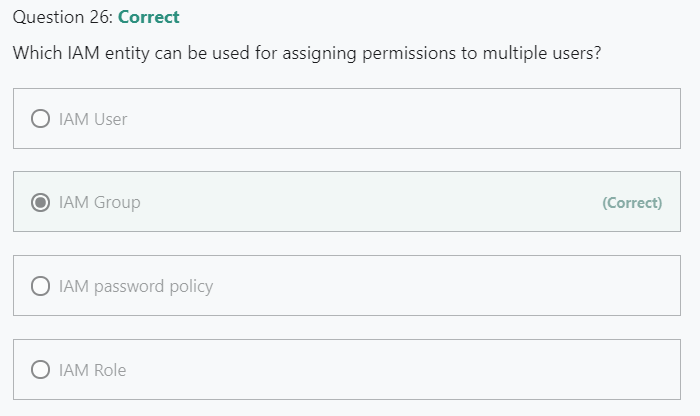 Question 26: Correct
Which IAM entity can be used for assigning permissions to multiple users?
IAM User
IAM Group (Correct)
IAM password policy
IAM Role